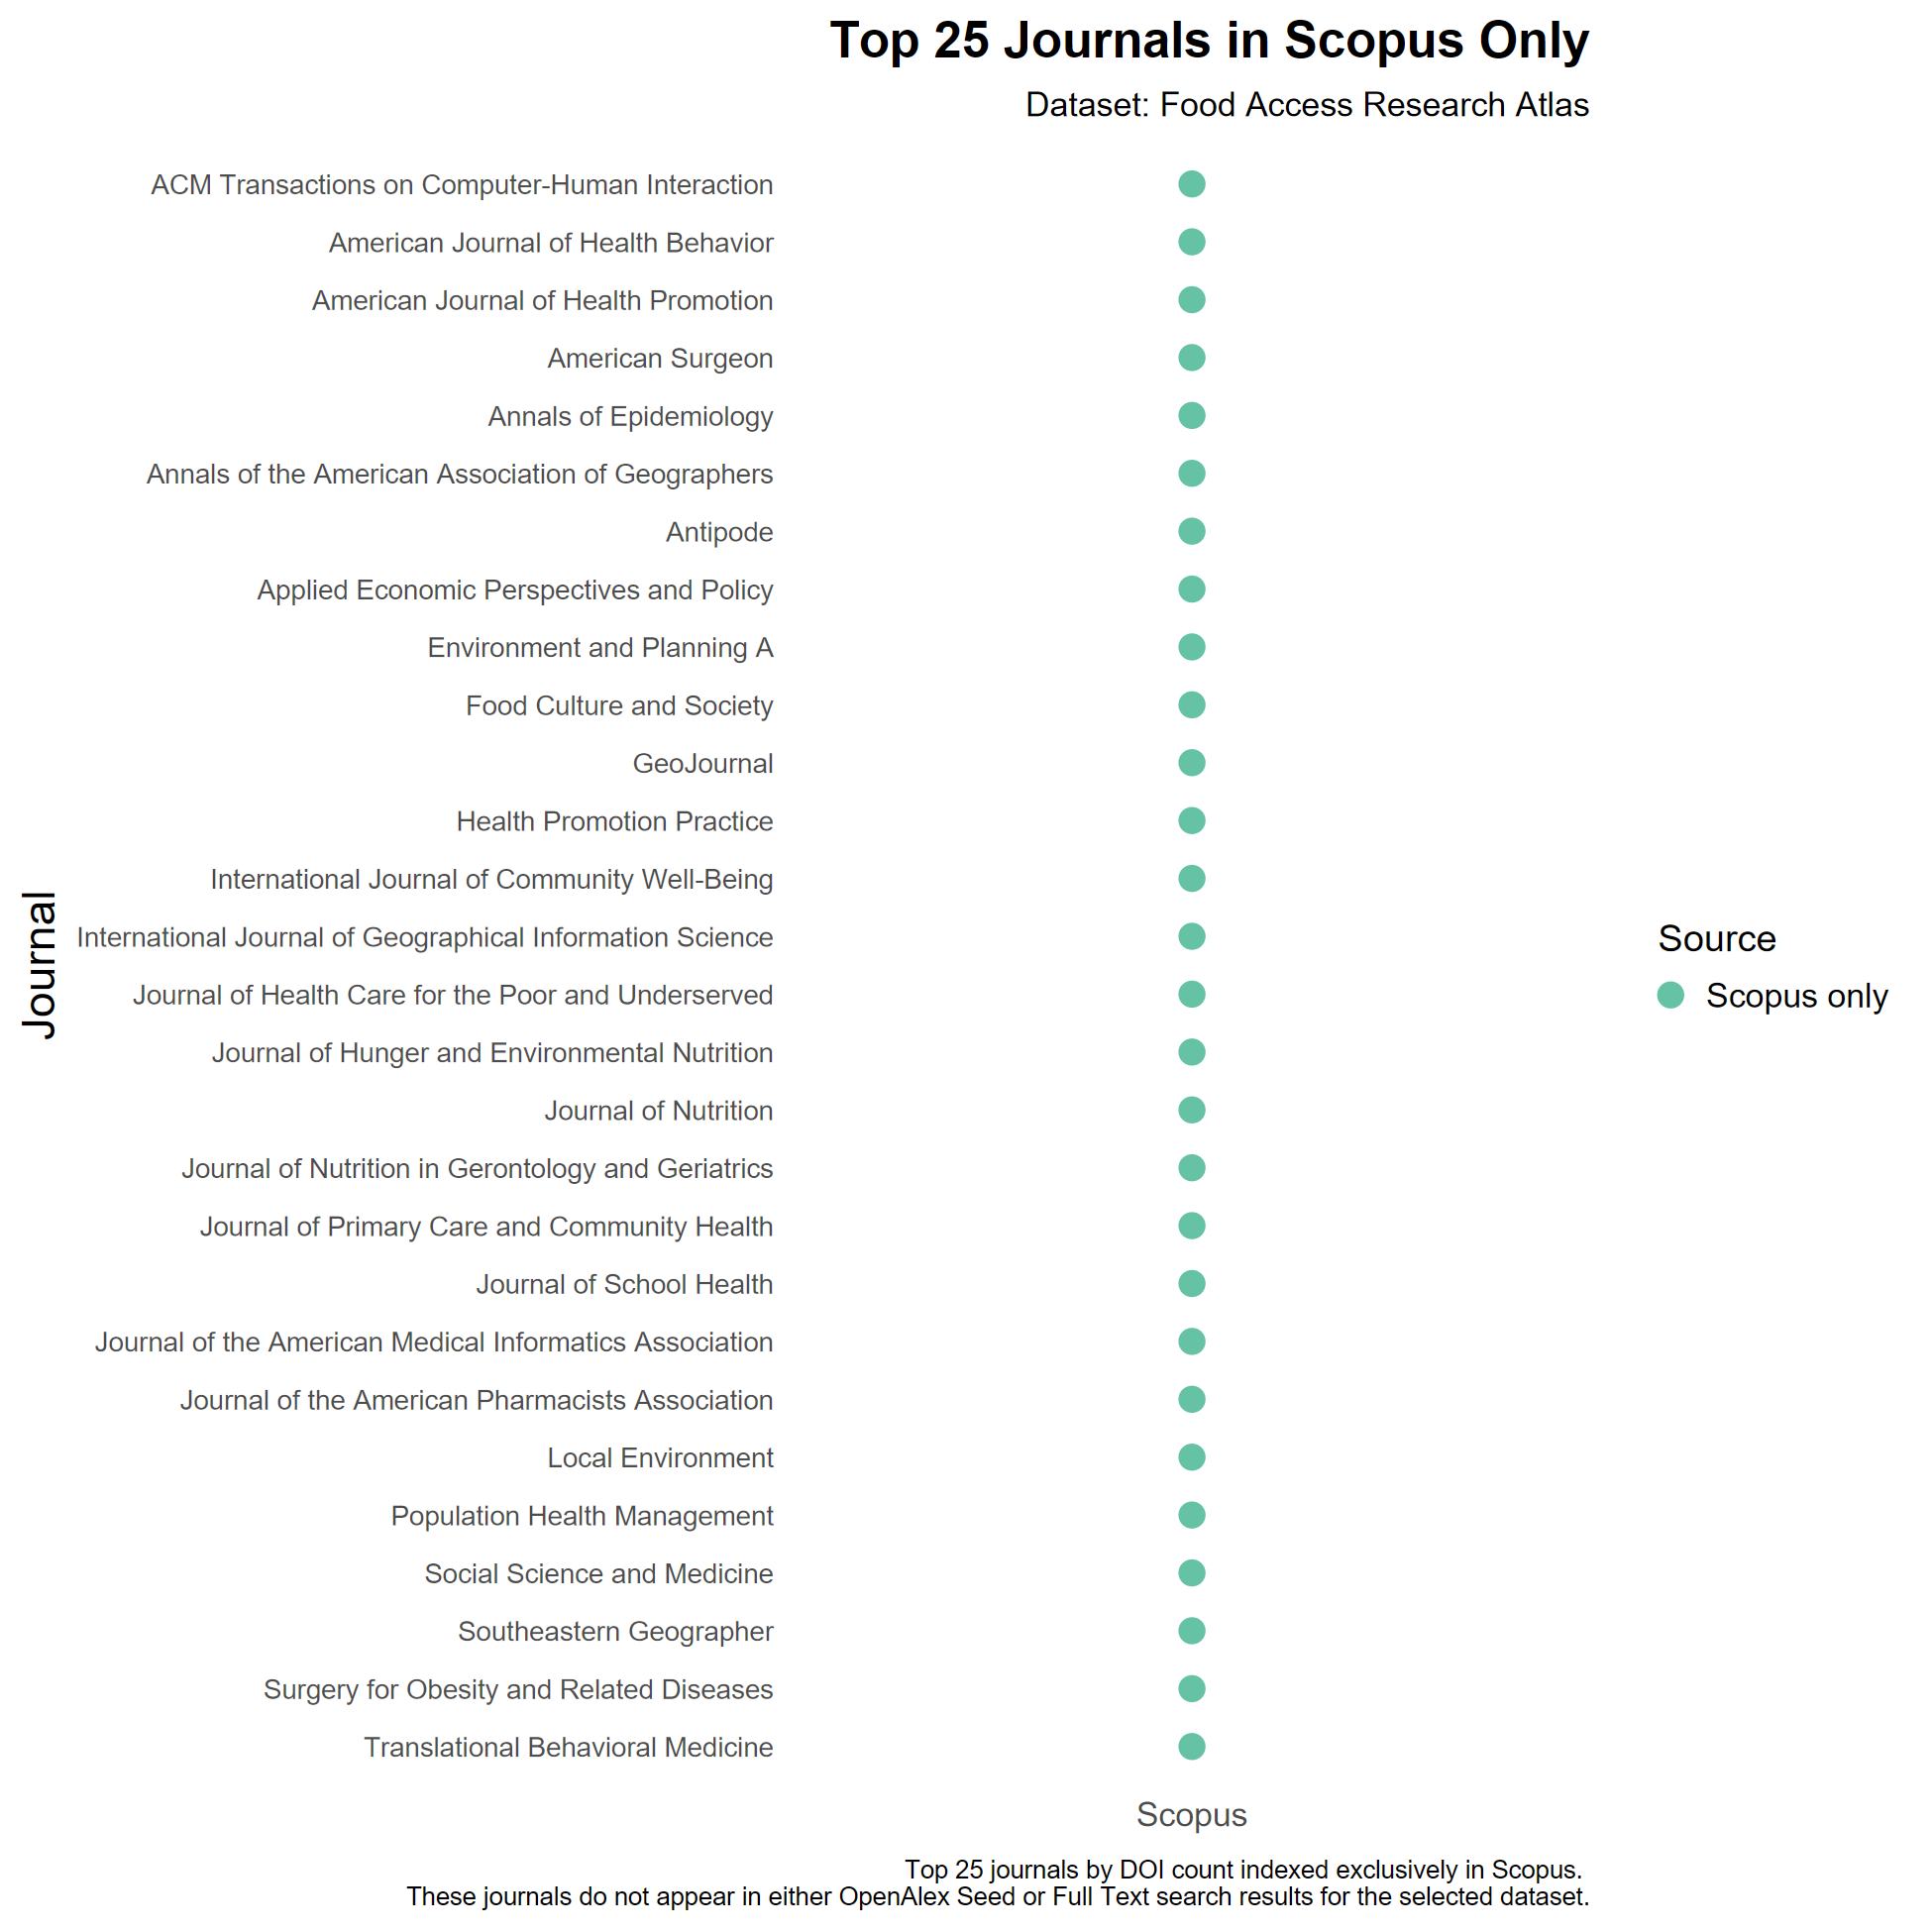 Top 25 Journals in Scopus Only
Dataset: Food Access Research Atlas
ACM Transactions on Computer-Human Interaction
American Journal of Health Behavior
American Journal of Health Promotion
American Surgeon
Annals of Epidemiology
Annals of the American Association of Geographers
Antipode
Applied Economic Perspectives and Policy
Environment and Planning A
Food Culture and Society
GeoJournal
Health Promotion Practice
International Journal of Community Well-Being
International Journal of Geographical Information Science
Journal of Health Care for the Poor and Underserved
Journal of Hunger and Environmental Nutrition
Journal of Nutrition
Journal of Nutrition in Gerontology and Geriatrics
Journal of Primary Care and Community Health
Journal of School Health
Journal of the American Medical Informatics Association
Journal of the American Pharmacists Association
Local Environment
Population Health Management
Social Science and Medicine
Southeastern Geographer
Surgery for Obesity and Related Diseases
Translational Behavioral Medicine
Journal
Source
Scopus only
Scopus
Top 25 journals by DOI count indexed exclusively in Scopus.
These journals do not appear in either OpenAlex Seed or Full Text search results for the selected dataset.